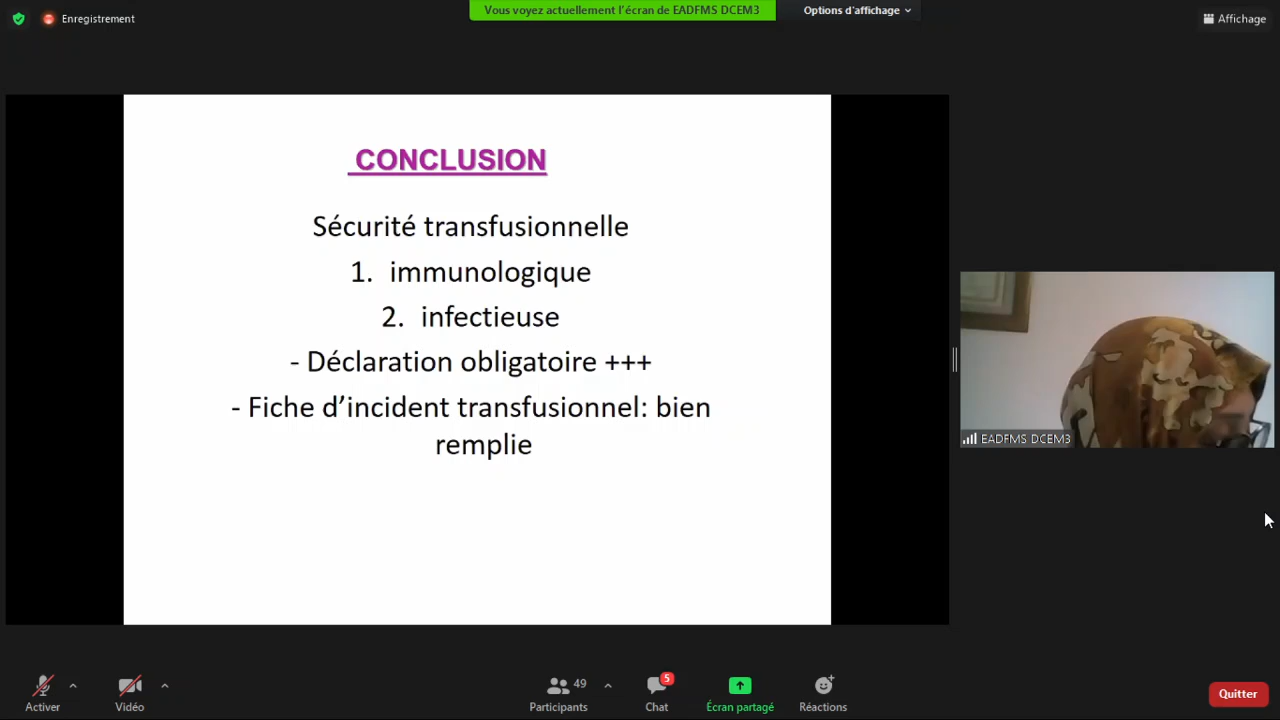 Enregistrement
Vous voyez actuellement l'écran de EADFMS DCEM3
Options d'affichage
Affichage
CONCLUSION
Sécurité transfusionnelle
1. immunologique
2. infectieuse
- Déclaration obligatoire +++
- Fiche d’incident transfusionnel: bien
remplie
EADFMS DCEM3
Activer
Vidéo
49
Participants
5
Chat
Écran partagé
Réactions
Quitter